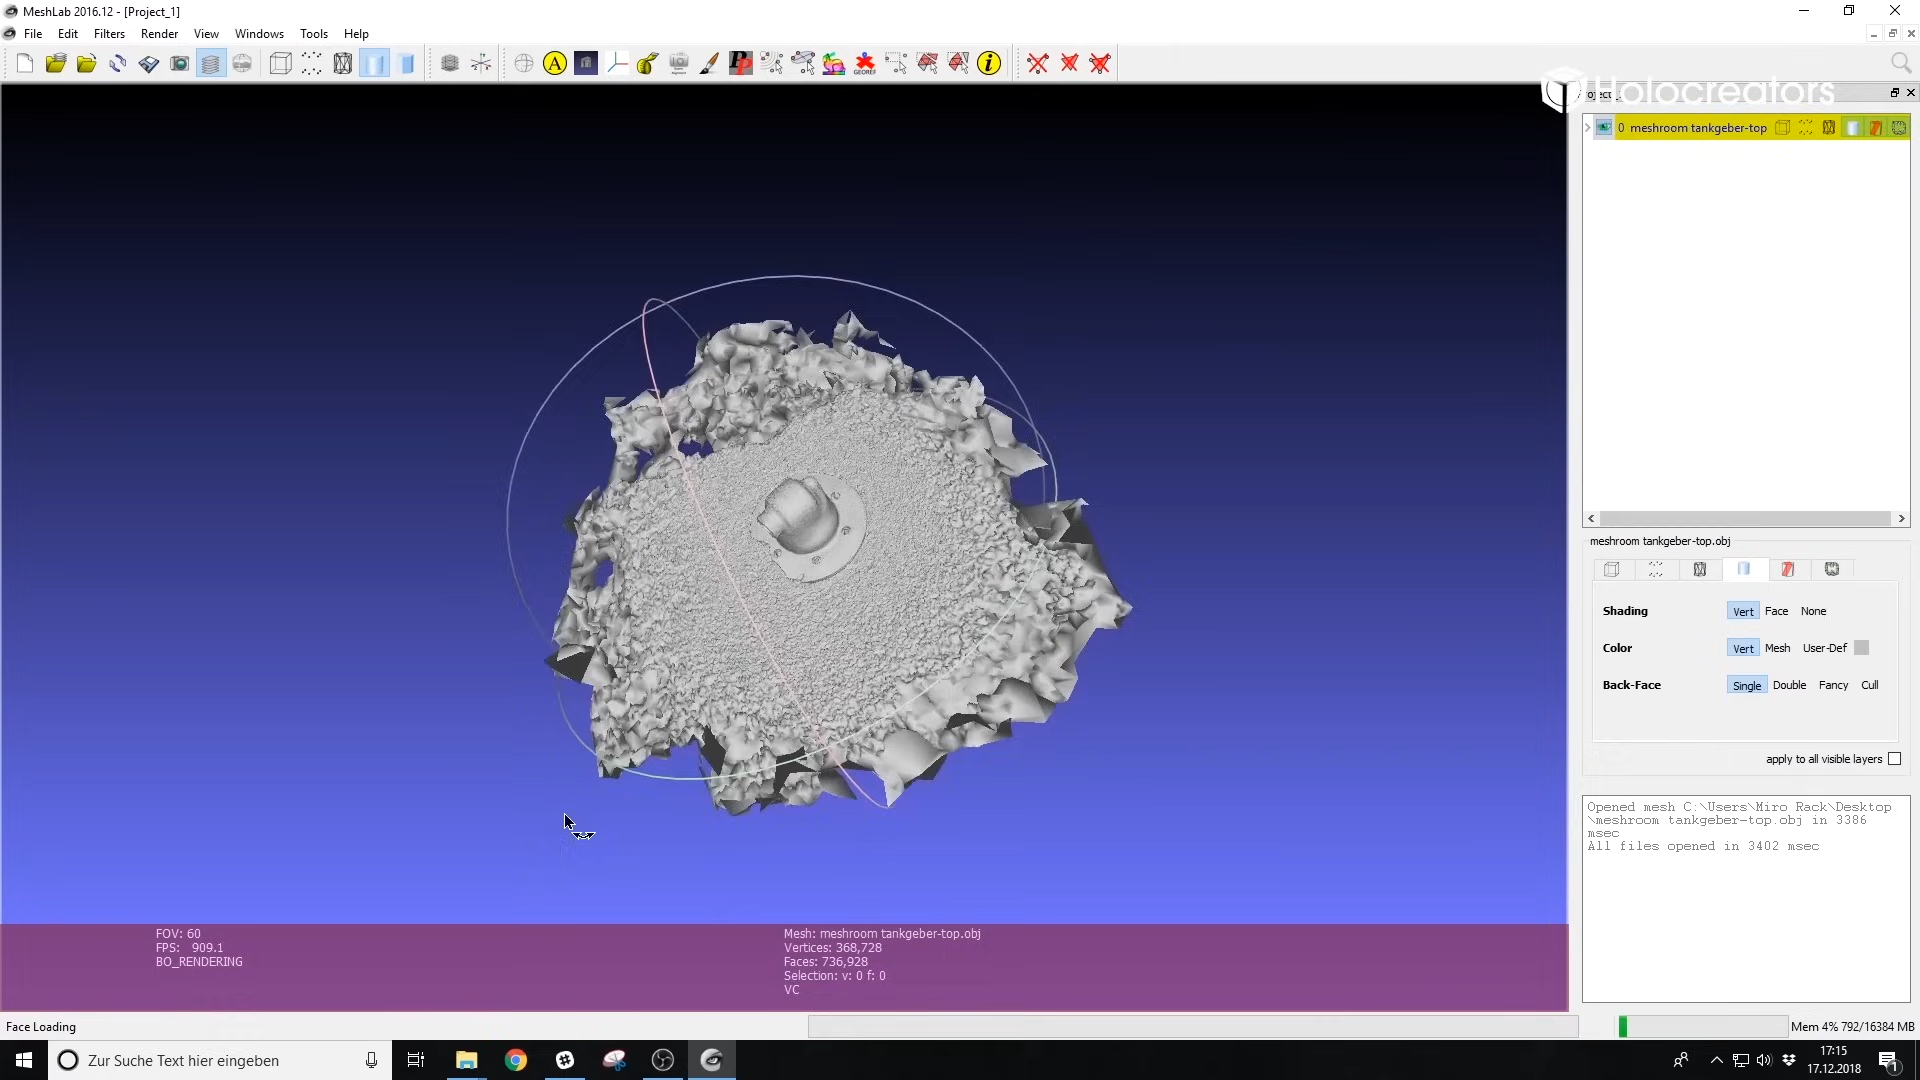 MeshLab 2016.12 - [Project_1]
File Edit Filters Render View Windows Tools Help
A
PP
GEOREF
i
Holocreators
0 meshroom tankgeber-top
meshroom tankgeber-top.obj
Shading Vert Face None
Color Vert Mesh User-Def
Back-Face Single Double Fancy Cull
apply to all visible layers
Opened mesh C:\Users\Miro Rack\Desktop
\meshroom tankgeber-top.obj in 3386
msec
All files opened in 3402 msec
FOV: 60
FPS: 909.1
BO_RENDERING
Mesh: meshroom tankgeber-top.obj
Vertices: 368,728
Faces: 736,928
Selection: v: 0 f: 0
VC
Face Loading
Mem 4% 792/16384 MB
Zur Suche Text hier eingeben
17:15
17.12.2018
1